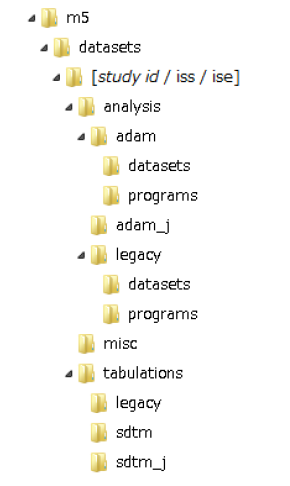 m5
datasets
[study id / iss / ise]
analysis
adam
datasets
programs
adam_j
legacy
datasets
programs
misc
tabulations
legacy
sdtm
sdtm_j